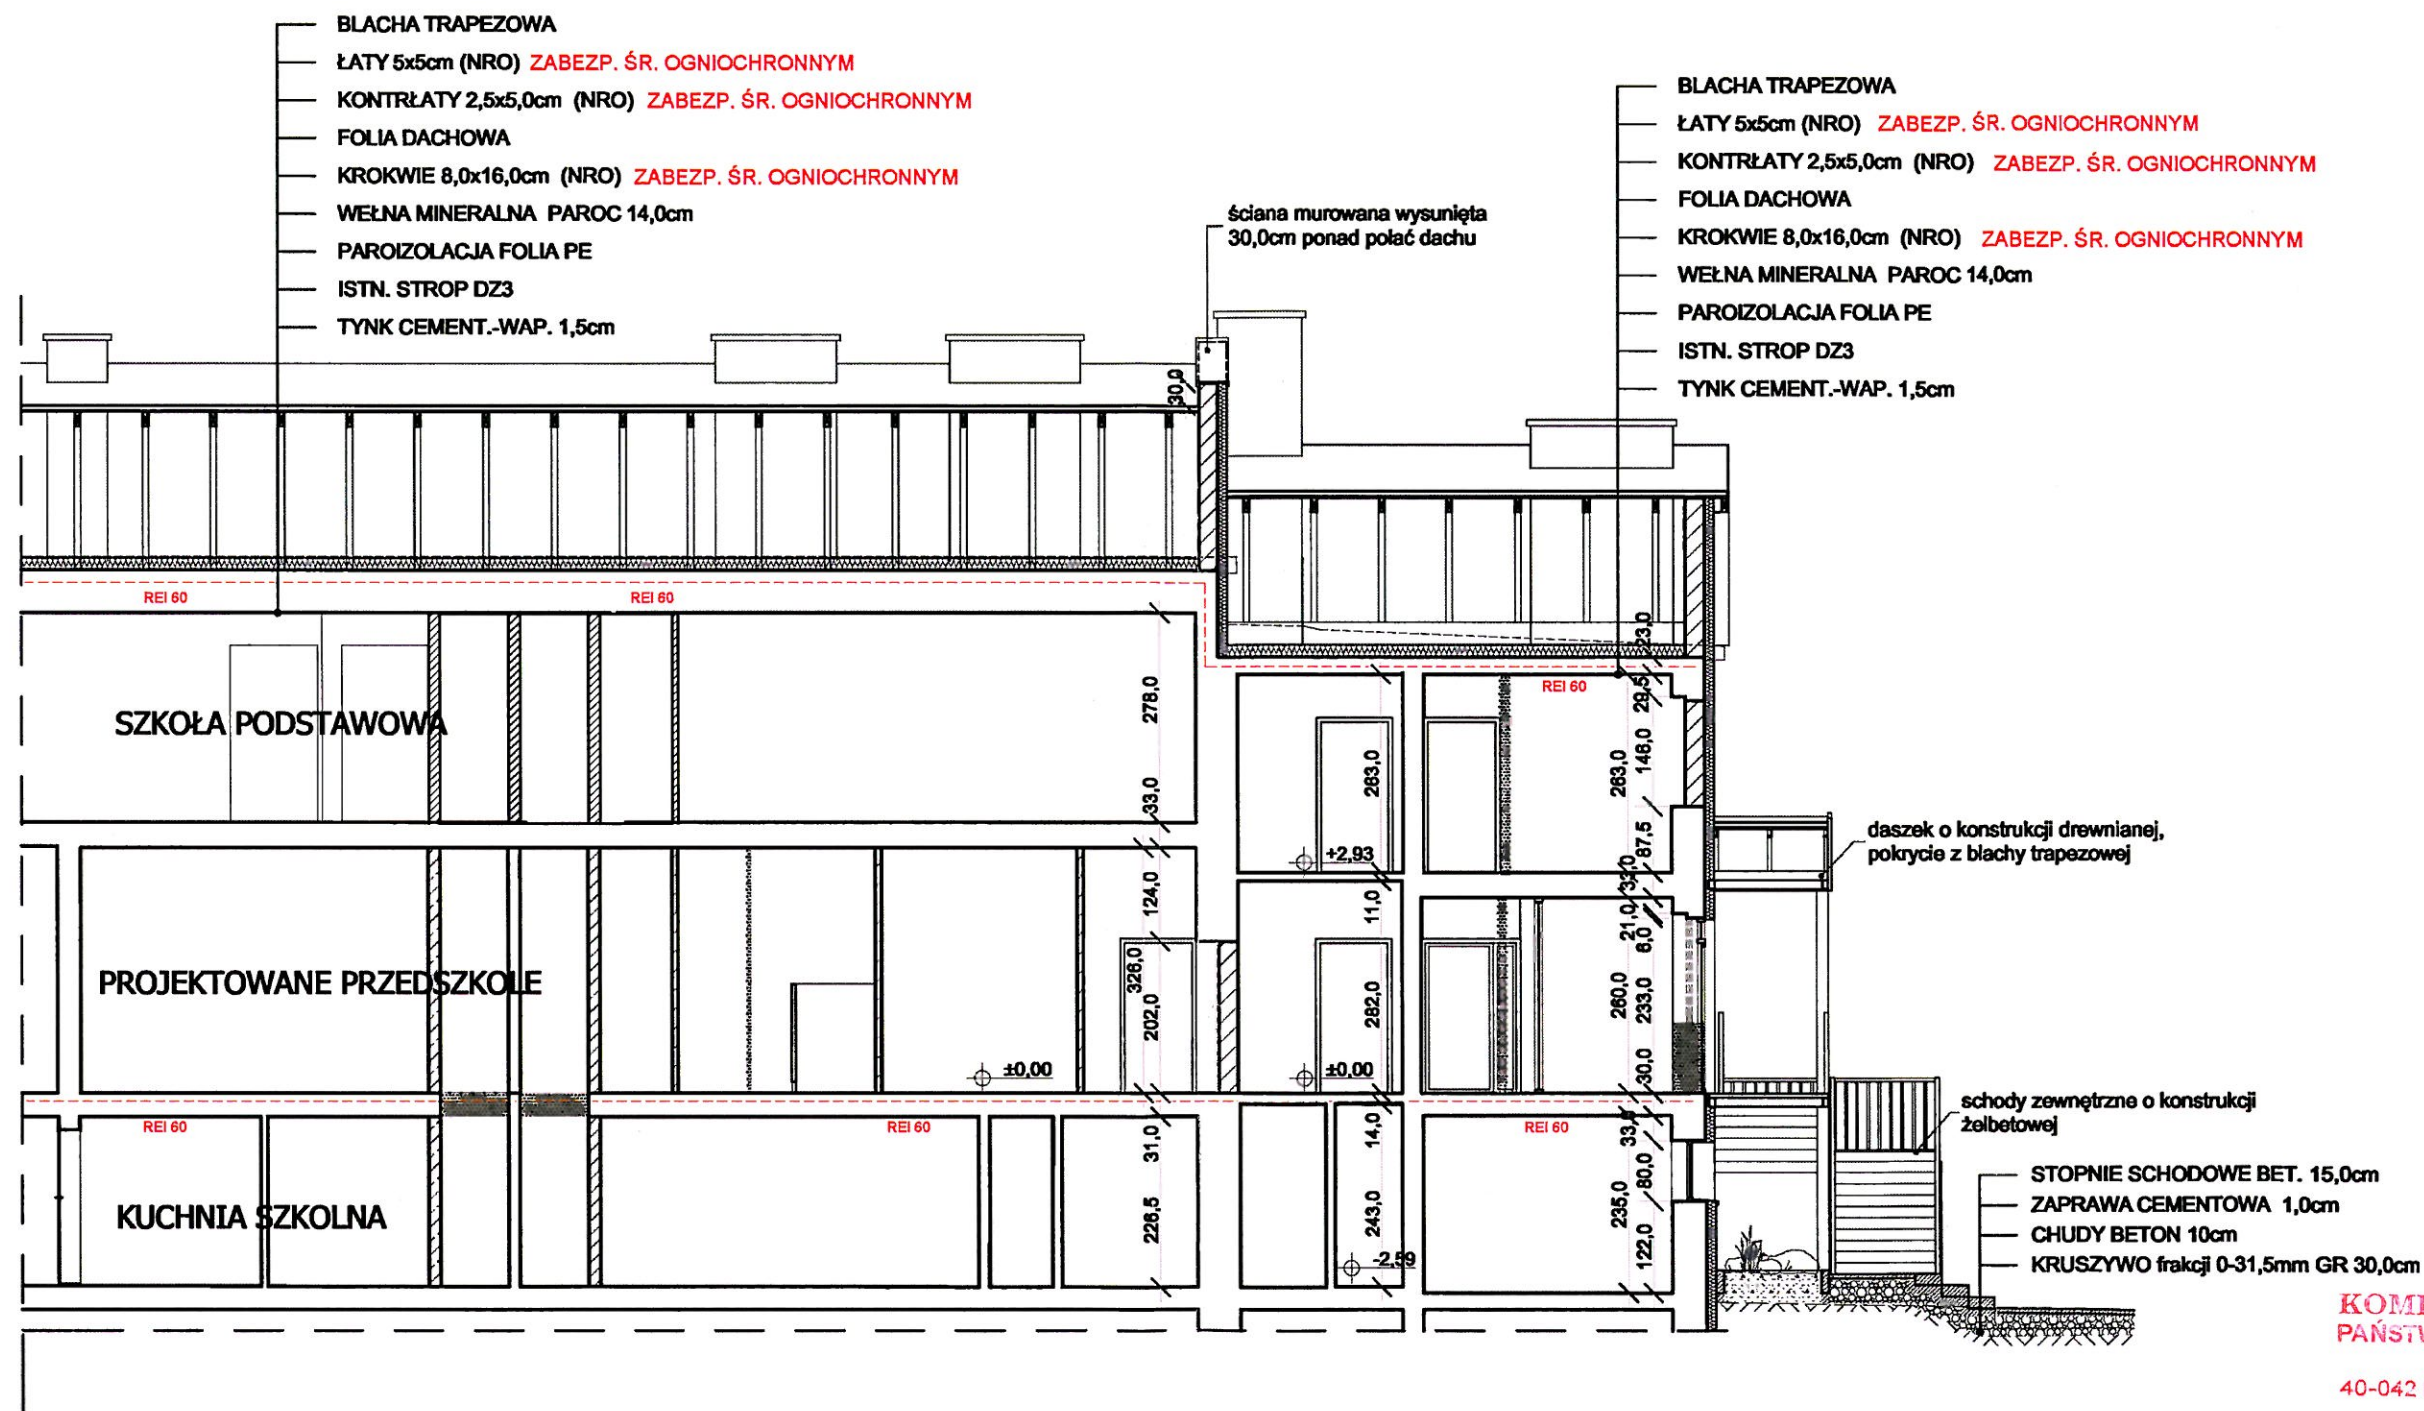 BLACHA TRAPEZOWA
ŁATY 5x5cm (NRO) ZABEZP. ŚR. OGNIOCHRONNYM
KONTRŁATY 2,5x5,0cm (NRO) ZABEZP. ŚR. OGNIOCHRONNYM
FOLIA DACHOWA
KROKWIE 8,0x16,0cm (NRO) ZABEZP. ŚR. OGNIOCHRONNYM
WEŁNA MINERALNA PAROC 14,0cm
PAROIZOLACJA FOLIA PE
ISTN. STROP DZ3
TYNK CEMENT.-WAP. 1,5cm
ściana murowana wysunięta
30,0cm ponad połać dachu
BLACHA TRAPEZOWA
ŁATY 5x5cm (NRO) ZABEZP. ŚR. OGNIOCHRONNYM
KONTRŁATY 2,5x5,0cm (NRO) ZABEZP. ŚR. OGNIOCHRONNYM
FOLIA DACHOWA
KROKWIE 8,0x16,0cm (NRO) ZABEZP. ŚR. OGNIOCHRONNYM
WEŁNA MINERALNA PAROC 14,0cm
PAROIZOLACJA FOLIA PE
ISTN. STROP DZ3
TYNK CEMENT.-WAP. 1,5cm
30,0
REI 60
REI 60
REI 60
SZKOŁA PODSTAWOWA
278,0
33,0
263,0
+2,93
23,0
29,5
263,0
146,0
87,5
33,0
daszek o konstrukcji drewnianej,
pokrycie z blachy trapezowej
PROJEKTOWANE PRZEDSZKOLE
124,0
326,0
202,0
±0,00
11,0
282,0
±0,00
21,0
6,0
260,0
233,0
30,0
REI 60
REI 60
REI 60
KUCHNIA SZKOLNA
31,0
226,5
14,0
243,0
-2,59
33,0
80,0
235,0
122,0
schody zewnętrzne o konstrukcji
żelbetowej
STOPNIE SCHODOWE BET. 15,0cm
ZAPRAWA CEMENTOWA 1,0cm
CHUDY BETON 10cm
KRUSZYWO frakcji 0-31,5mm GR 30,0cm
40-042